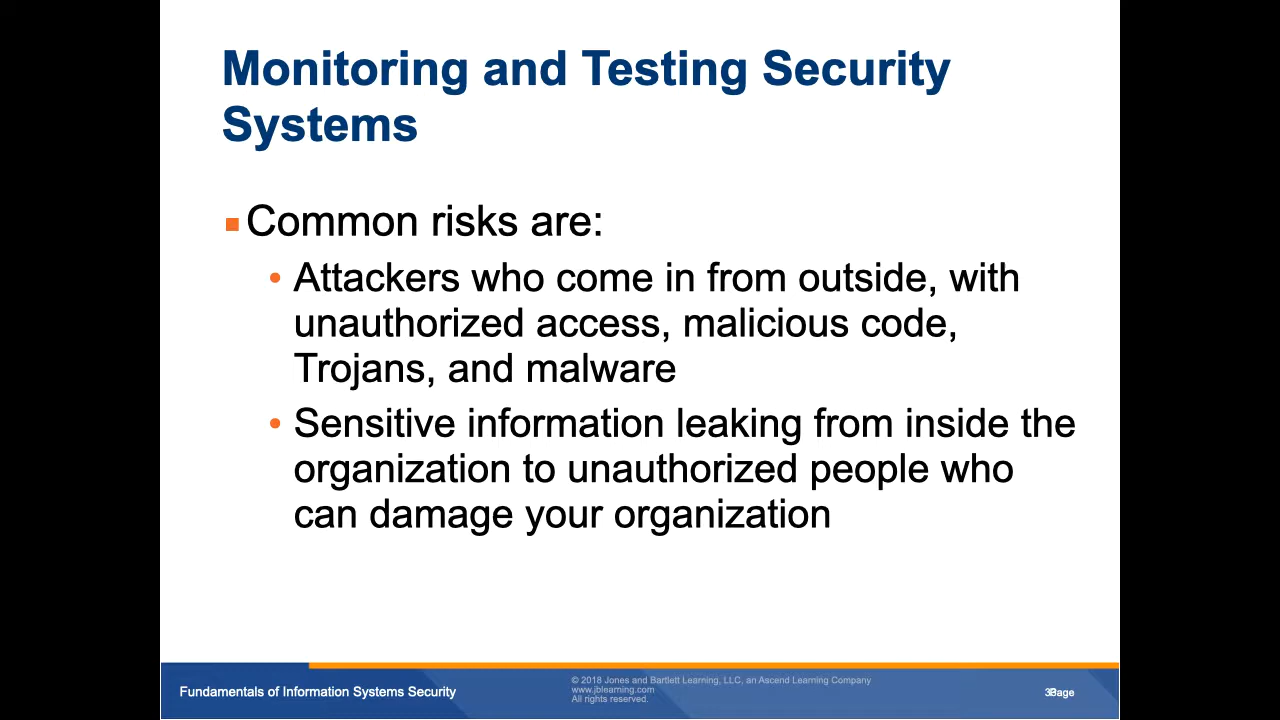 Monitoring and Testing Security
Systems
Common risks are:
Attackers who come in from outside, with
unauthorized access, malicious code,
Trojans, and malware
Sensitive information leaking from inside the
organization to unauthorized people who
can damage your organization
Fundamentals of Information Systems Security
© 2018 Jones and Bartlett Learning, LLC, an Ascend Learning Company
www.jblearning.com
All rights reserved.